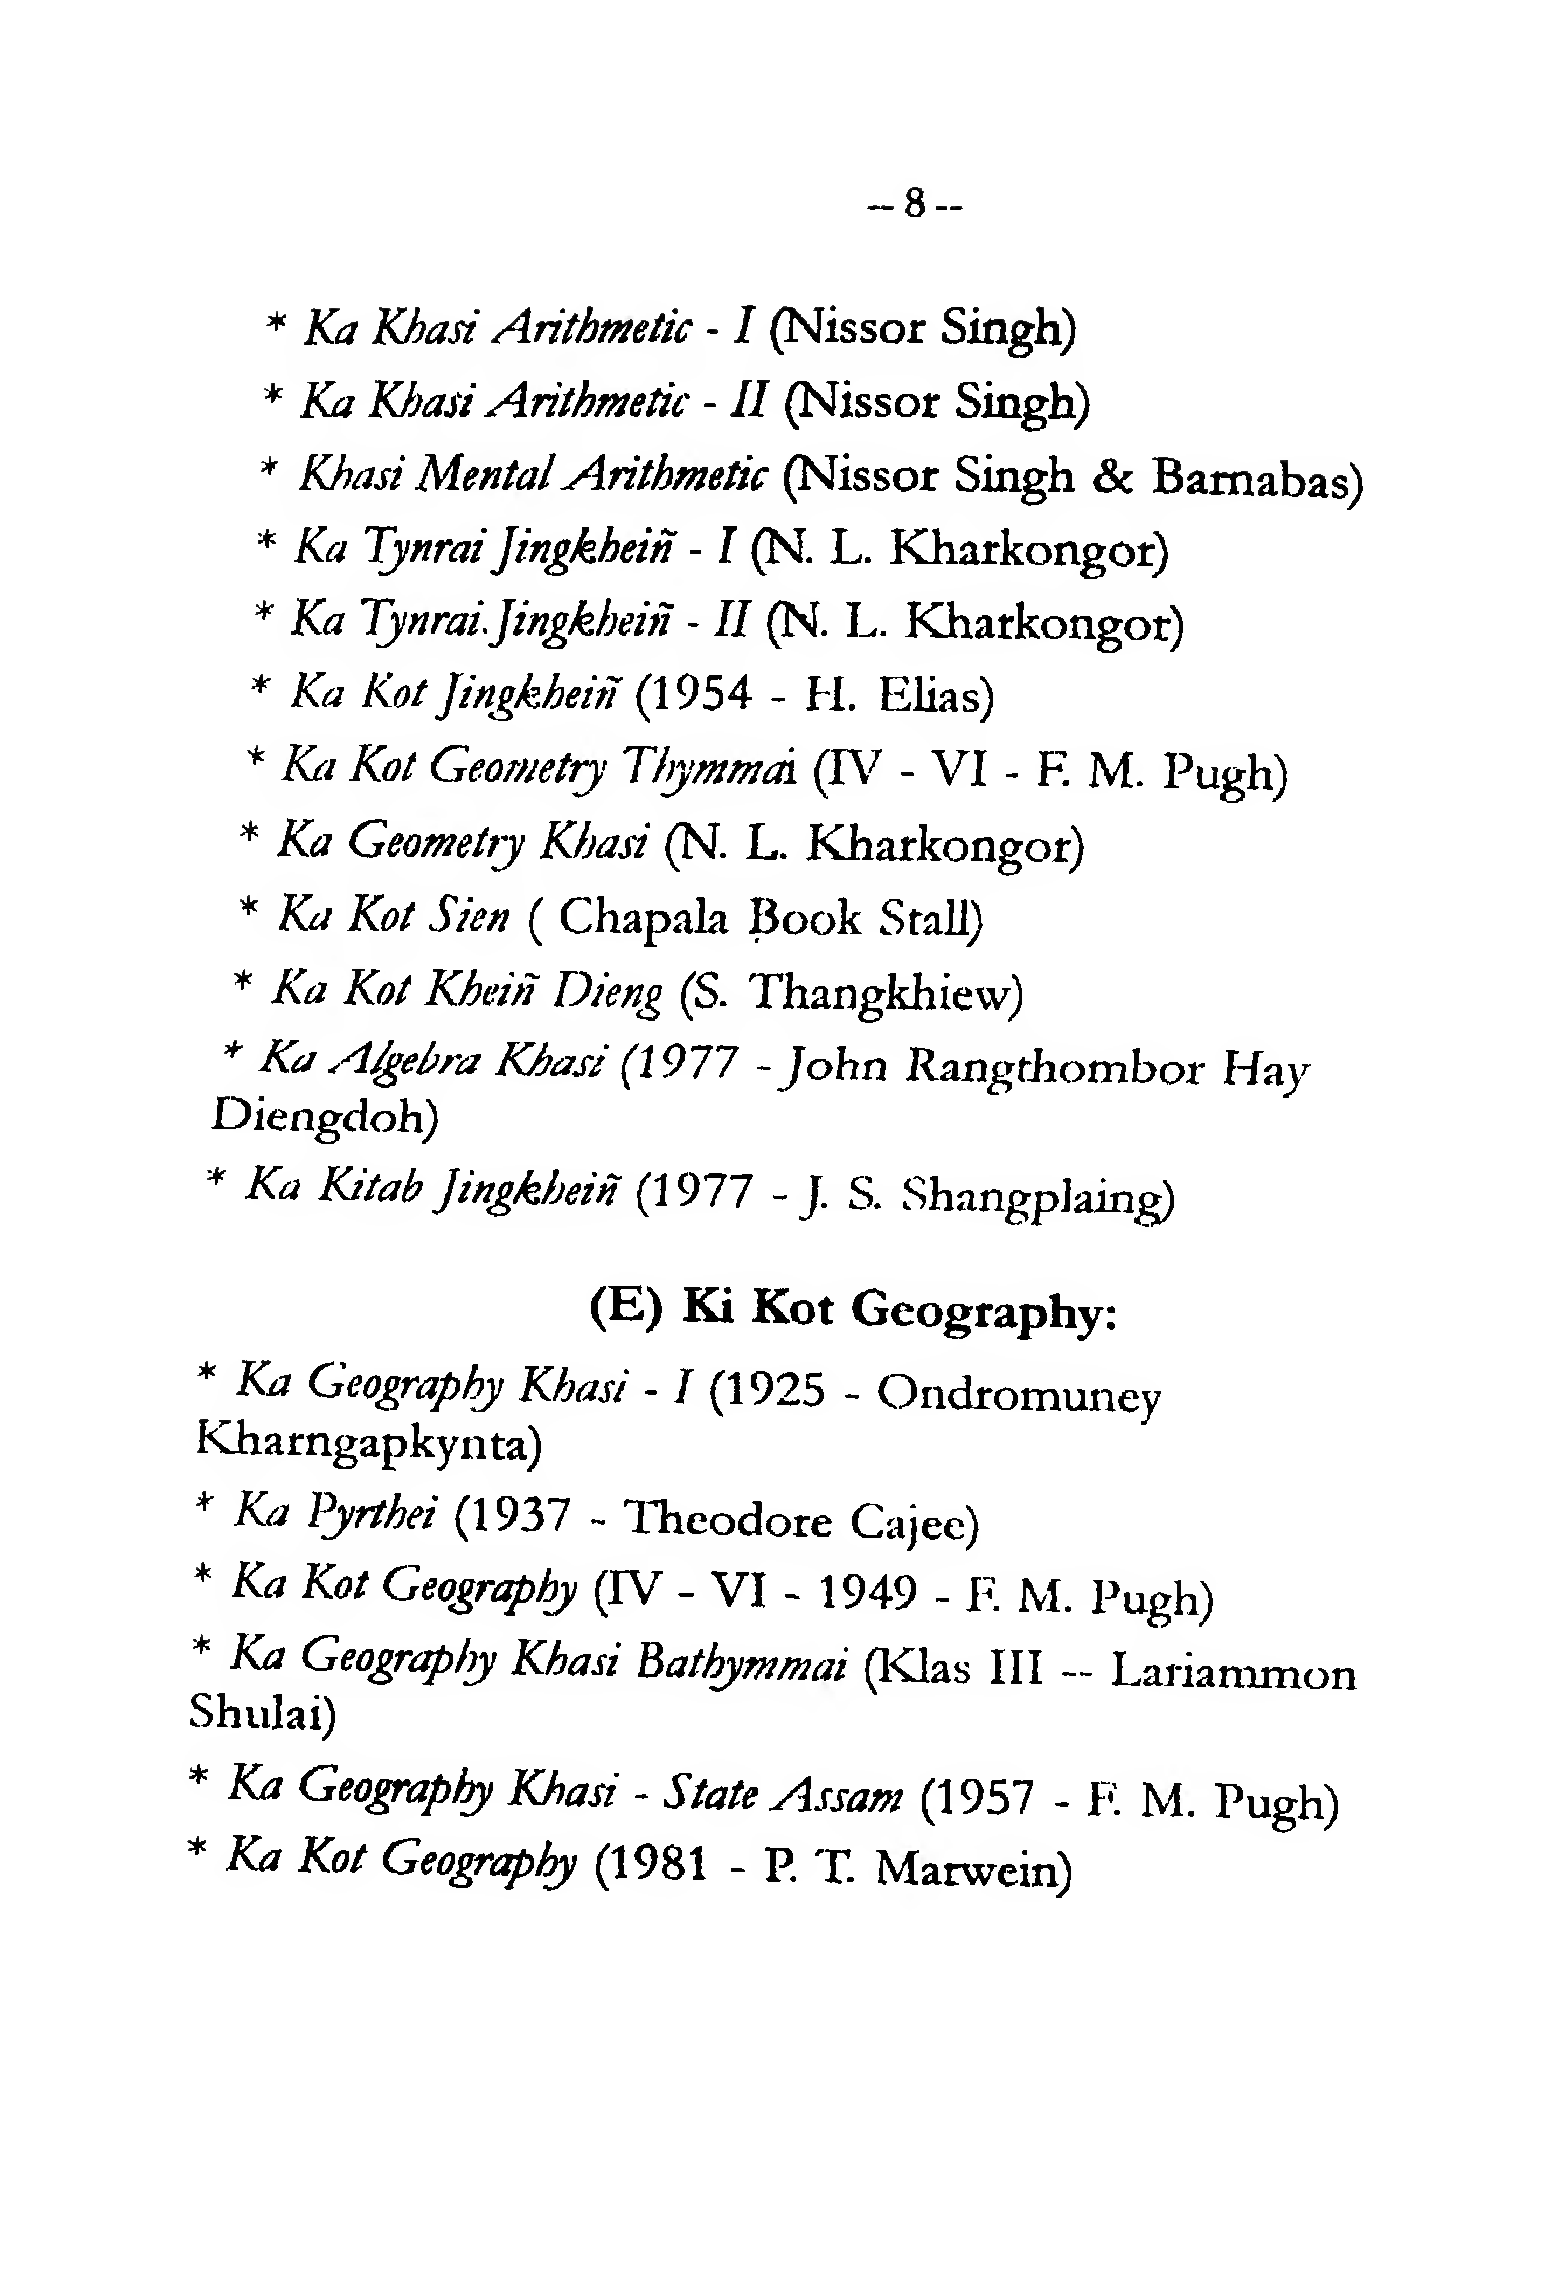 -- 8 --
* Ka Khasi Arithmetic - I (Nissor Singh)
* Ka Khasi Arithmetic - II (Nissor Singh)
* Khasi Mental Arithmetic (Nissor Singh & Barnabas)
* Ka Tynrai Jingkheiñ - I (N. L. Kharkongor)
* Ka Tynrai Jingkheiñ - II (N. L. Kharkongor)
* Ka Kot Jingkheiñ (1954 - H. Elias)
* Ka Kot Geometry Thymmai (IV - VI - F. M. Pugh)
* Ka Geometry Khasi (N. L. Kharkongor)
* Ka Kot Sien ( Chapala Book Stall)
* Ka Kot Kheiñ Dieng (S. Thangkhiew)
* Ka Algebra Khasi (1977 - John Rangthombor Hay
Diengdoh)
* Ka Kitab Jingkheiñ (1977 - J. S. Shangplaing)
(E) Ki Kot Geography:
* Ka Geography Khasi - I (1925 - Ondromuney
Kharngapkynta)
* Ka Pyrthei (1937 - Theodore Cajee)
* Ka Kot Geography (IV - VI - 1949 - F. M. Pugh)
* Ka Geography Khasi Bathymmai (Klas III -- Lariammon
Shulai)
* Ka Geography Khasi - State Assam (1957 - F. M. Pugh)
* Ka Kot Geography (1981 - P. T. Marwein)